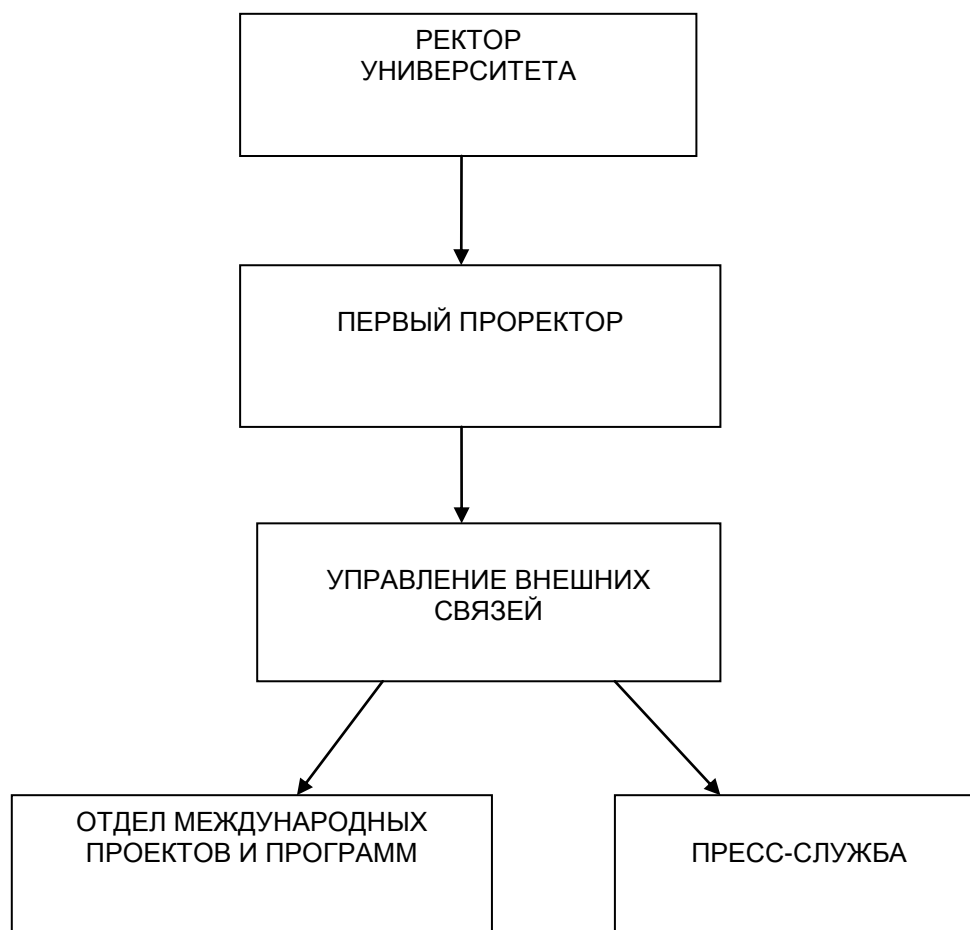 РЕКТОР
УНИВЕРСИТЕТА
ПЕРВЫЙ ПРОРЕКТОР
УПРАВЛЕНИЕ ВНЕШНИХ
СВЯЗЕЙ
ОТДЕЛ МЕЖДУНАРОДНЫХ
ПРОЕКТОВ И ПРОГРАММ
ПРЕСС-СЛУЖБА